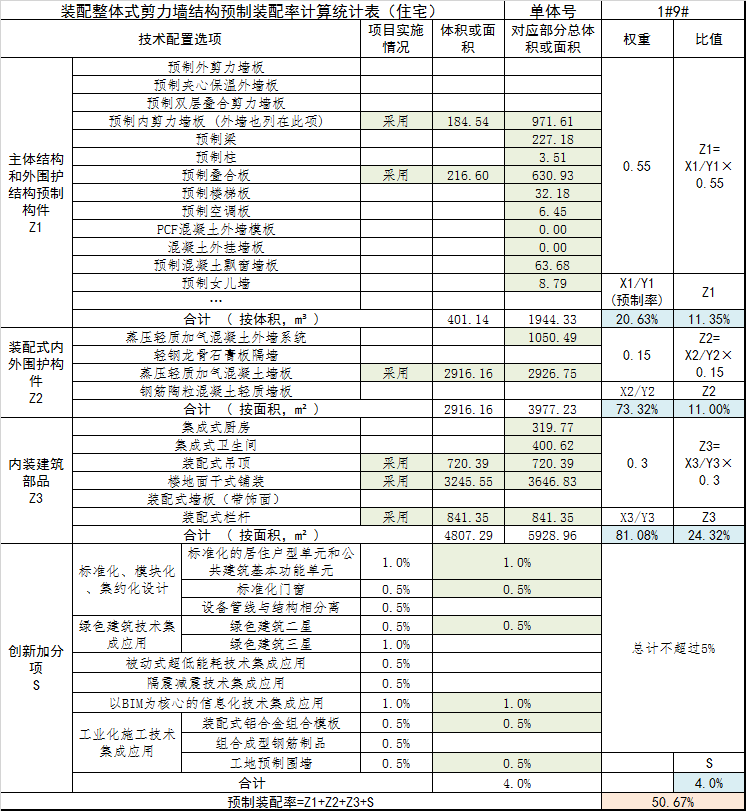 装配整体式剪力墙结构预制装配率计算统计表（住宅） 单体号 1#9#
技术配置选项 项目实施情况 体积或面积 对应部分总体积或面积 权重 比值
主体结构和外围护结构预制构件 Z1
预制外剪力墙板
预制夹心保温外墙板
预制双层叠合剪力墙板
预制内剪力墙板 (外墙也列在此项) 采用 184.54 971.61
预制梁 227.18
预制柱 3.51
预制叠合板 采用 216.60 630.93
0.55 Z1=X1/Y1×0.55
预制楼梯板 32.18
预制空调板 6.45
PCF混凝土外墙模板 0.00
混凝土外挂墙板 0.00
预制混凝土飘窗墙板 63.68
预制女儿墙 8.79
… X1/Y1 (预制率) Z1
合计 （ 按体积，m³ ） 401.14 1944.33 20.63% 11.35%
装配式内外围护构件 Z2
蒸压轻质加气混凝土外墙系统 1050.49
轻钢龙骨石膏板隔墙 0.15 Z2=X2/Y2×0.15
蒸压轻质加气混凝土墙板 采用 2916.16 2926.75
钢筋陶粒混凝土轻质墙板 X2/Y2 Z2
合计 （ 按面积，m² ） 2916.16 3977.23 73.32% 11.00%
内装建筑部品 Z3
集成式厨房 319.77
集成式卫生间 400.62
装配式吊顶 采用 720.39 720.39 0.3 Z3=X3/Y3×0.3
楼地面干式铺装 采用 3245.55 3646.83
装配式墙板（带饰面）
装配式栏杆 采用 841.35 841.35 X3/Y3 Z3
合计 （ 按面积，m² ） 4807.29 5928.96 81.08% 24.32%
创新加分项 S
标准化、模块化、集约化设计
标准化的居住户型单元和公共建筑基本功能单元 1.0% 1.0%
标准化门窗 0.5% 0.5%
设备管线与结构相分离 0.5%
绿色建筑技术集成应用
绿色建筑二星 0.5% 0.5%
绿色建筑三星 1.0%
总计不超过5%
被动式超低能耗技术集成应用 0.5%
隔震减震技术集成应用 0.5%
以BIM为核心的信息化技术集成应用 1.0% 1.0%
工业化施工技术集成应用
装配式铝合金组合模板 0.5% 0.5%
组合成型钢筋制品 0.5%
工地预制围墙 0.5% 0.5% S
合计 4.0% 4.0%
预制装配率=Z1+Z2+Z3+S 50.67%